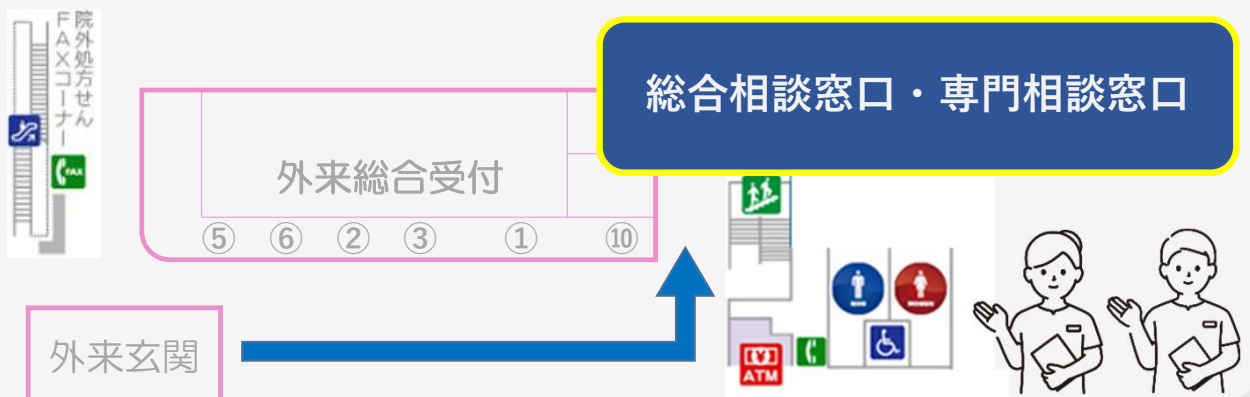 院外処方せん
FAXコーナー
FAX
総合相談窓口・専門相談窓口
外来総合受付
⑤ ⑥ ② ③ ① ⑩
MAN
WOMEN
外来玄関
ATM